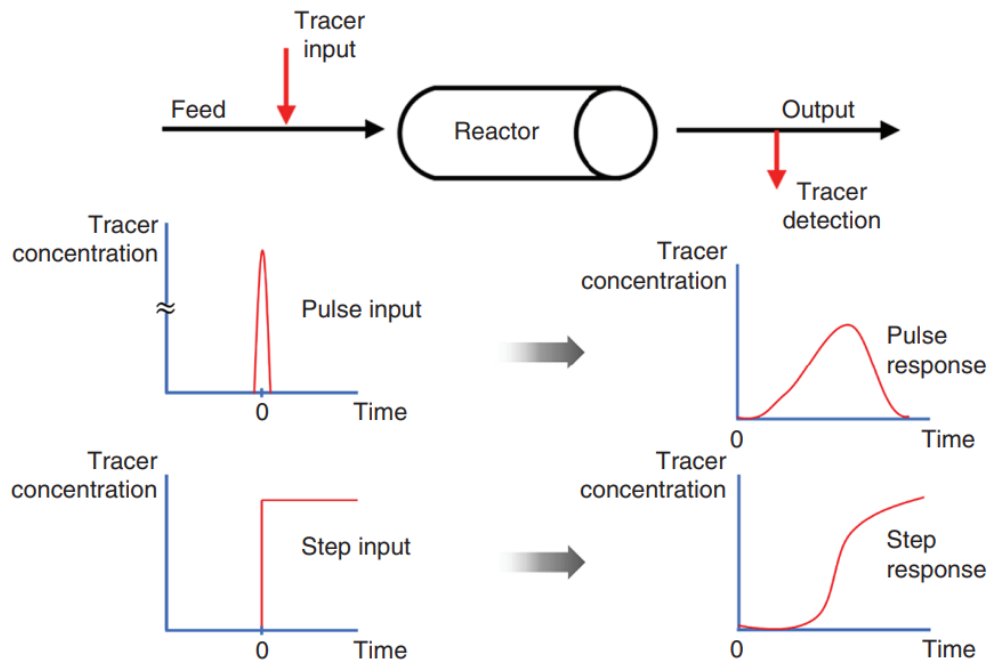 Tracer
input
Feed
Reactor
Output
Tracer
detection
Tracer
concentration
Pulse input
0
Time
Tracer
concentration
Pulse
response
0
Time
Tracer
concentration
Step input
0
Time
Tracer
concentration
Step
response
0
Time